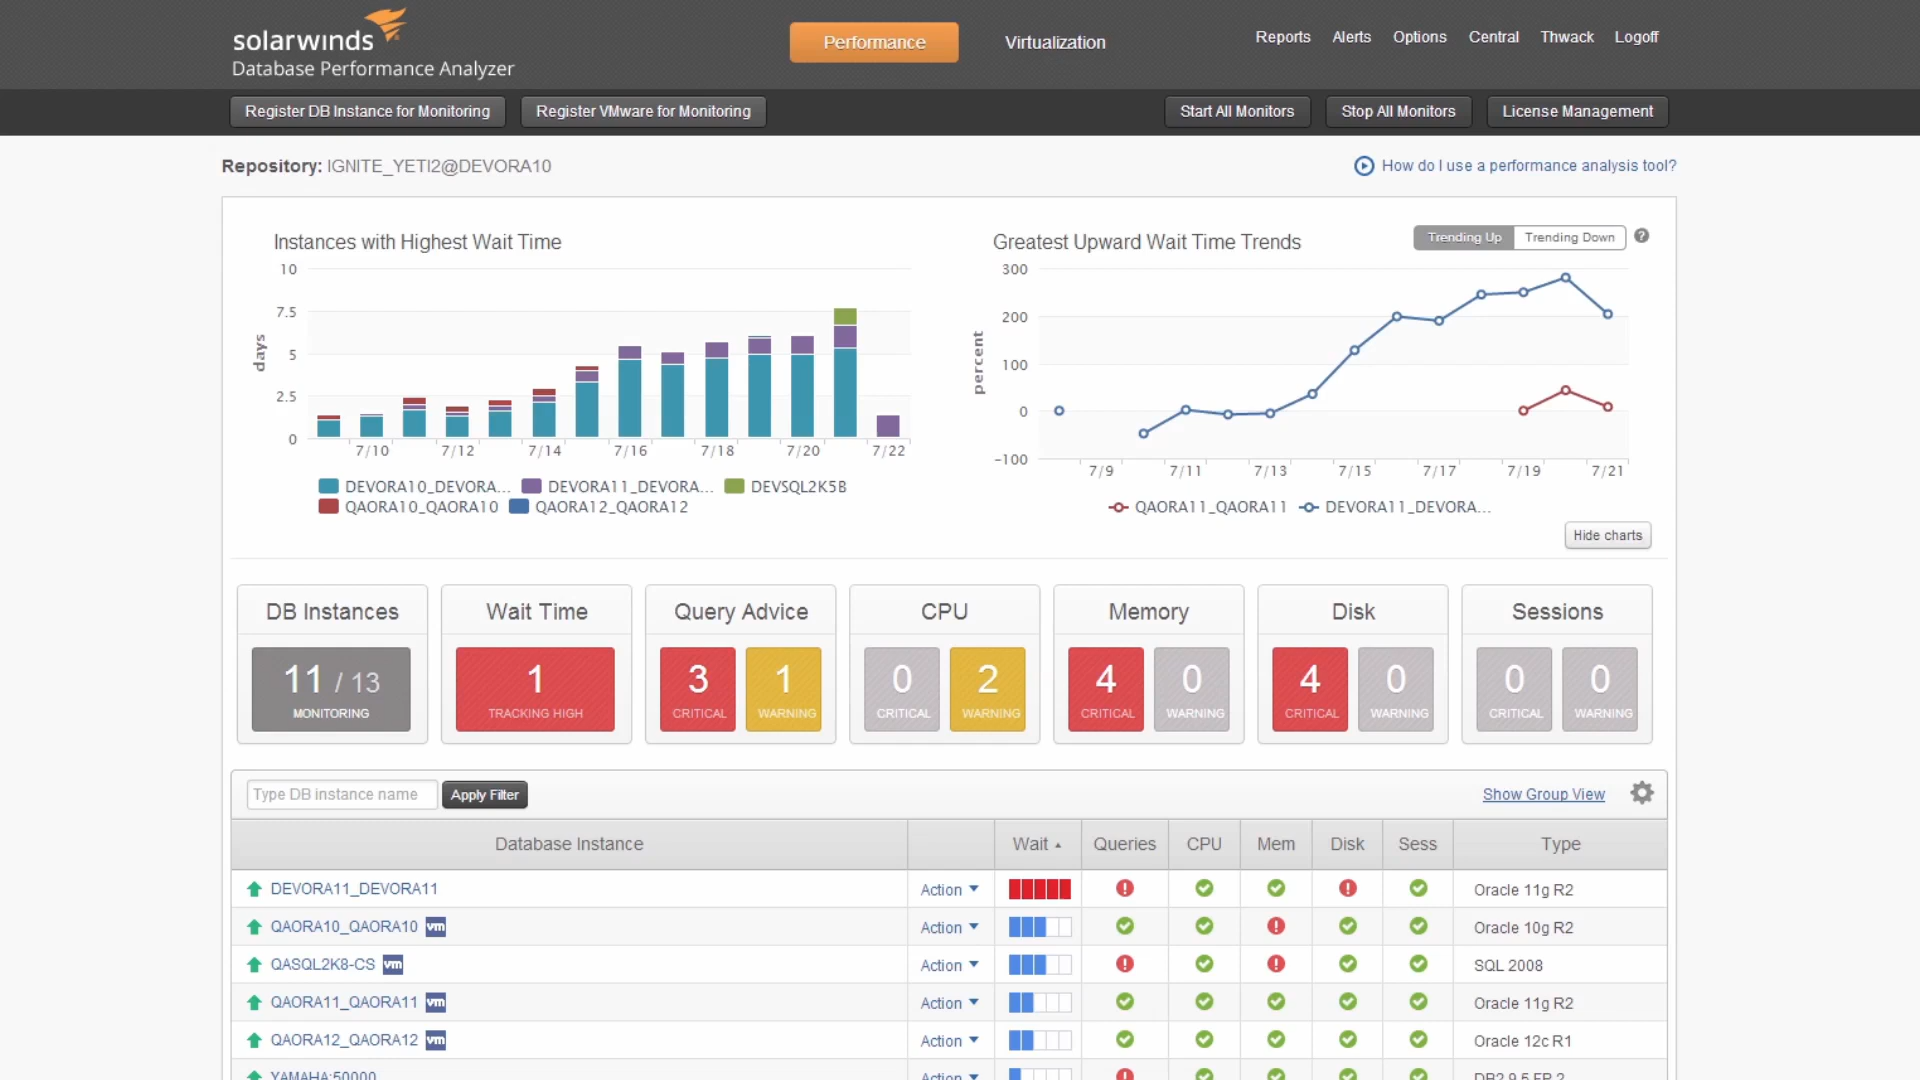 solarwinds
Database Performance Analyzer
Performance
Virtualization
Reports Alerts Options Central Thwack Logoff
Register DB Instance for Monitoring
Register VMware for Monitoring
Start All Monitors
Stop All Monitors
License Management
Repository: IGNITE_YETI2@DEVORA10
How do I use a performance analysis tool?
Instances with Highest Wait Time
10
7.5
5
2.5
0
days
7/10 7/12 7/14 7/16 7/18 7/20 7/22
DEVORA10_DEVORA... DEVORA11_DEVORA... DEVSQL2K5B
QAORA10_QAORA10 QAORA12_QAORA12
Greatest Upward Wait Time Trends
Trending Up Trending Down ?
300
200
100
0
-100
percent
7/9 7/11 7/13 7/15 7/17 7/19 7/21
QAORA11_QAORA11 DEVORA11_DEVORA...
Hide charts
DB Instances
11 / 13
MONITORING
Wait Time
1
TRACKING HIGH
Query Advice
3 1
CRITICAL WARNING
CPU
0 2
CRITICAL WARNING
Memory
4 0
CRITICAL WARNING
Disk
4 0
CRITICAL WARNING
Sessions
0 0
CRITICAL WARNING
Type DB instance name Apply Filter
Show Group View
Database Instance Wait Queries CPU Mem Disk Sess Type
DEVORA11_DEVORA11 Action Oracle 11g R2
QAORA10_QAORA10 vm Action Oracle 10g R2
QASQL2K8-CS vm Action SQL 2008
QAORA11_QAORA11 vm Action Oracle 11g R2
QAORA12_QAORA12 vm Action Oracle 12c R1
YAMAHA:50000 Action DB2 9.5 FP 2